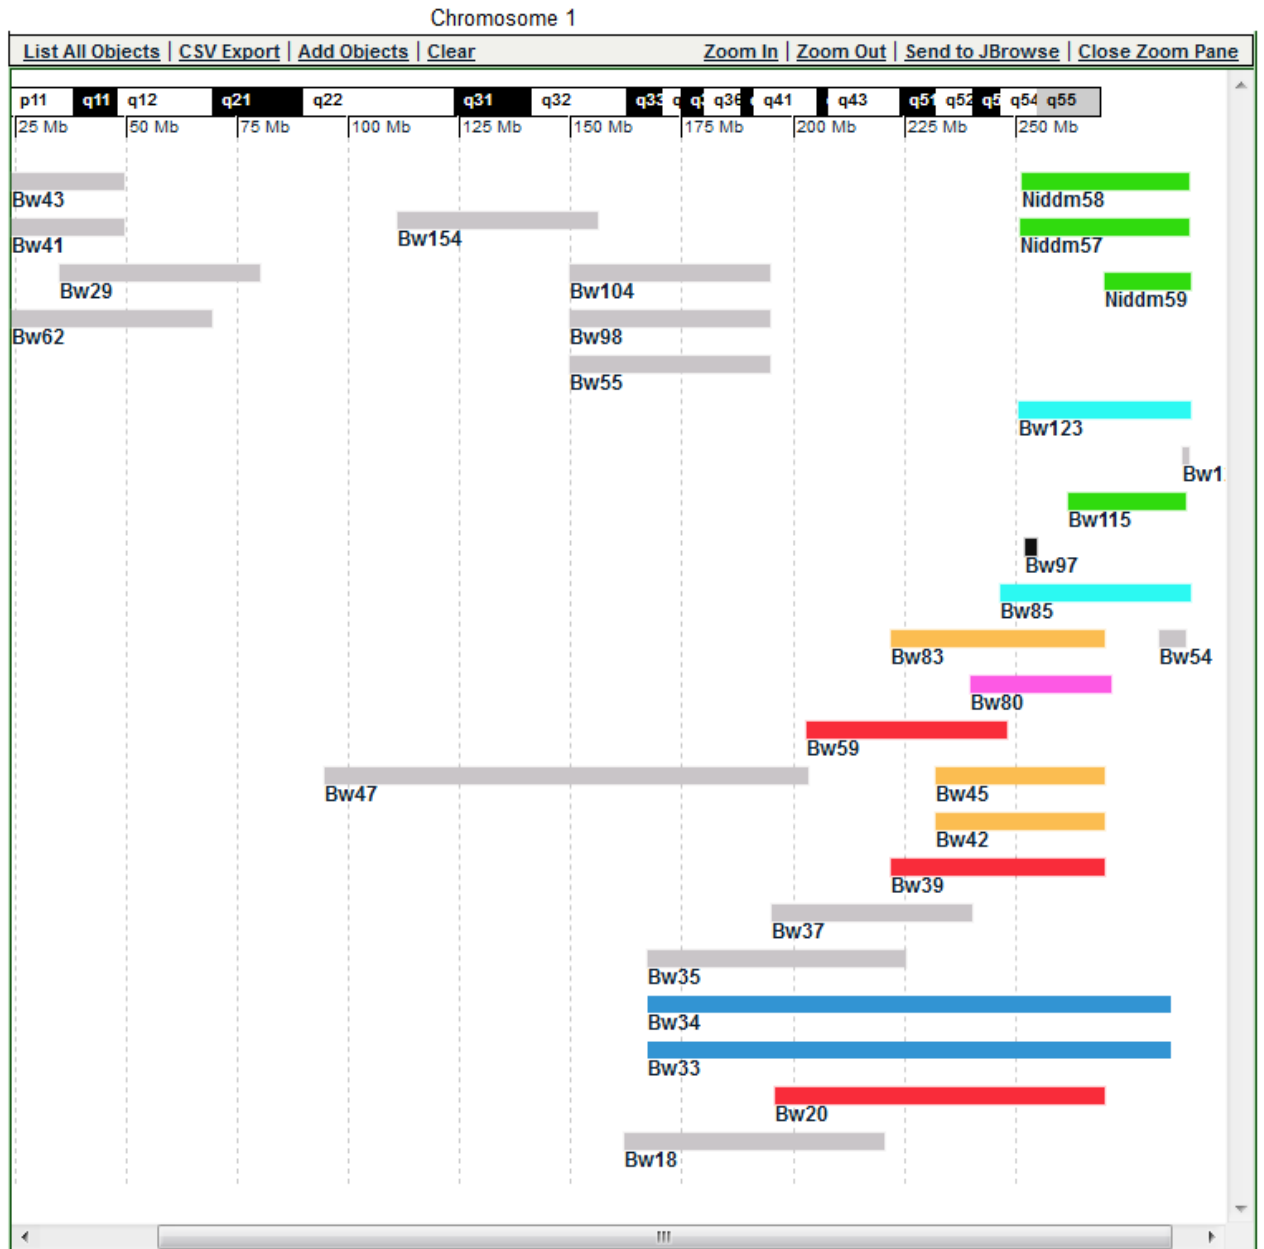 Chromosome 1
List All Objects | CSV Export | Add Objects | Clear Zoom In | Zoom Out | Send to JBrowse | Close Zoom Pane
p11 q11 q12 q21 q22 q31 q32 q33 q36 q41 q43 q51 q52 q5 q54 q55
25 Mb 50 Mb 75 Mb 100 Mb 125 Mb 150 Mb 175 Mb 200 Mb 225 Mb 250 Mb
Bw43 Niddm58
Bw154
Bw41 Niddm57
Bw29 Bw104 Niddm59
Bw62 Bw98
Bw55
Bw123
Bw1
Bw115
Bw97
Bw85
Bw83 Bw54
Bw80
Bw59
Bw47 Bw45
Bw42
Bw39
Bw37
Bw35
Bw34
Bw33
Bw20
Bw18